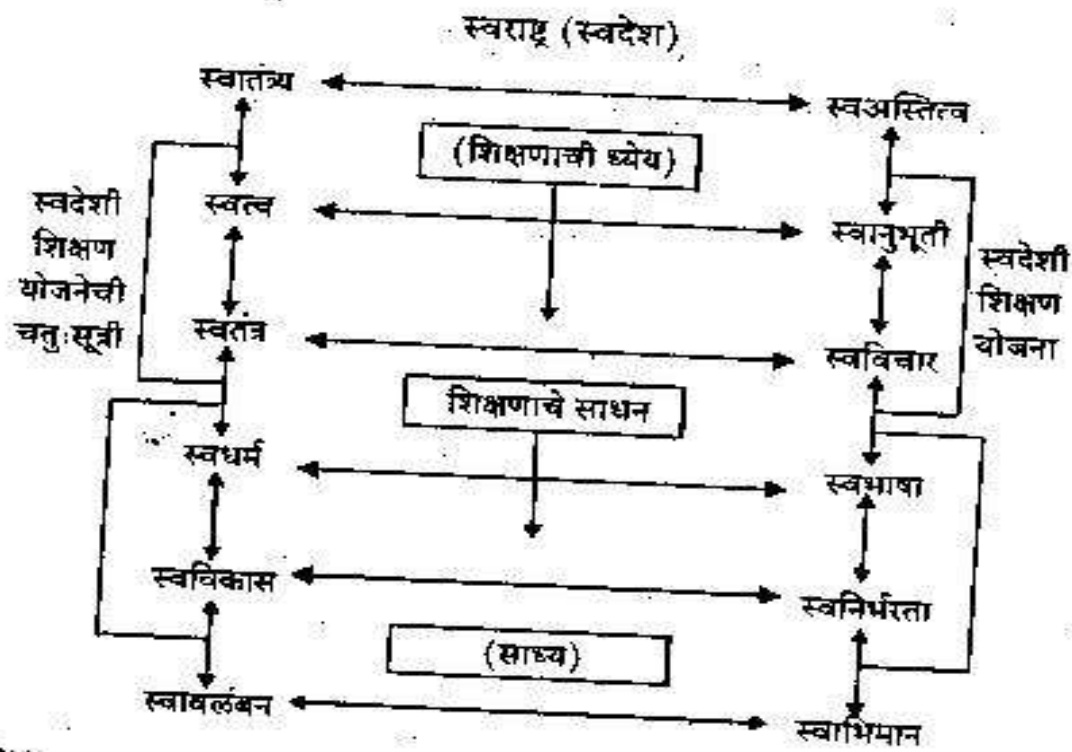 स्वराष्ट्र (स्वदेश)
स्वातत्र्य
स्वअस्तित्व
(शिक्षणाची ध्येय)
स्वदेशी
शिक्षण
योजनेची
चतुःसूत्री
स्वत्व
स्वानुभूती
स्वदेशी
शिक्षण
योजना
स्वतंत्र
स्वविचार
शिक्षणाचे साधन
स्वधर्म
स्वभाषा
स्वविकास
स्वनिर्भरता
(साध्य)
स्वावलंबन
स्वाभिमान